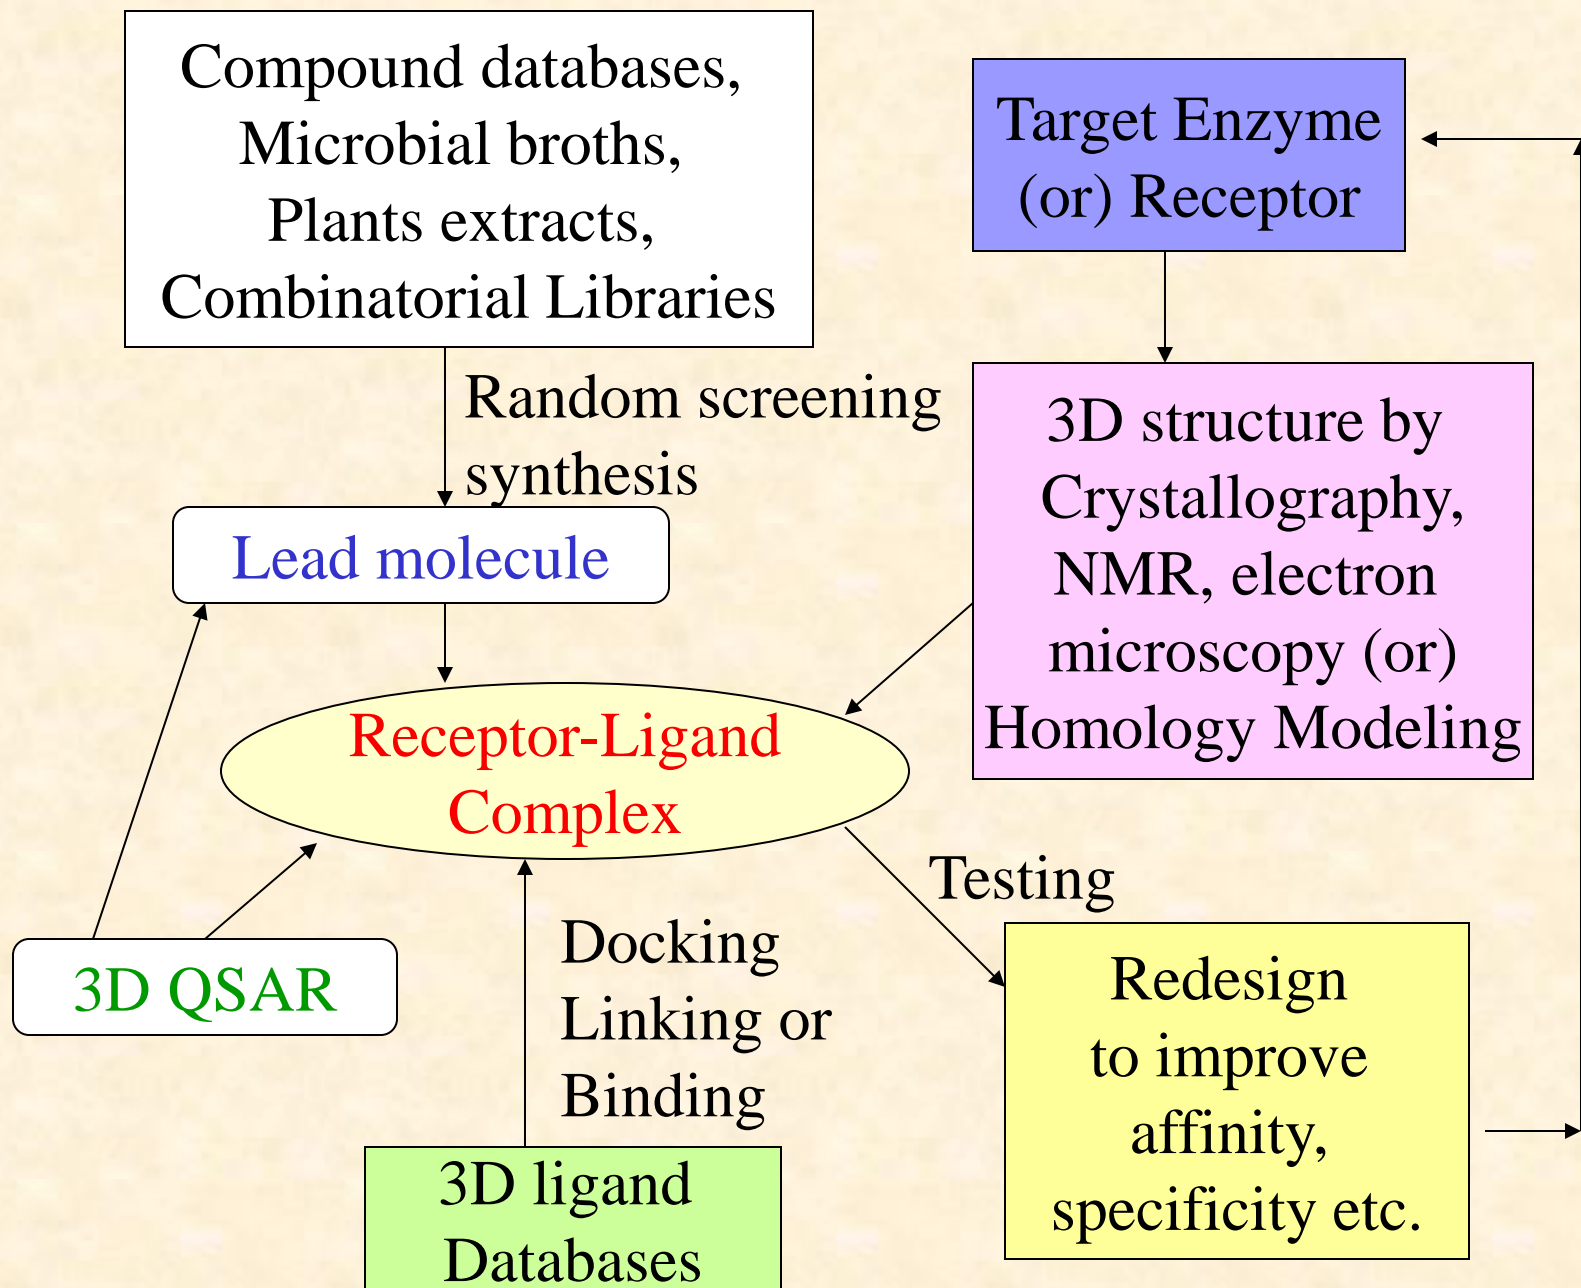 Compound databases,
Microbial broths,
Plants extracts,
Combinatorial Libraries
Target Enzyme
(or) Receptor
Random screening
synthesis
3D structure by
Crystallography,
NMR, electron
microscopy (or)
Homology Modeling
Lead molecule
Receptor-Ligand
Complex
Testing
3D QSAR
Docking
Linking or
Binding
Redesign
to improve
affinity,
specificity etc.
3D ligand
Databases